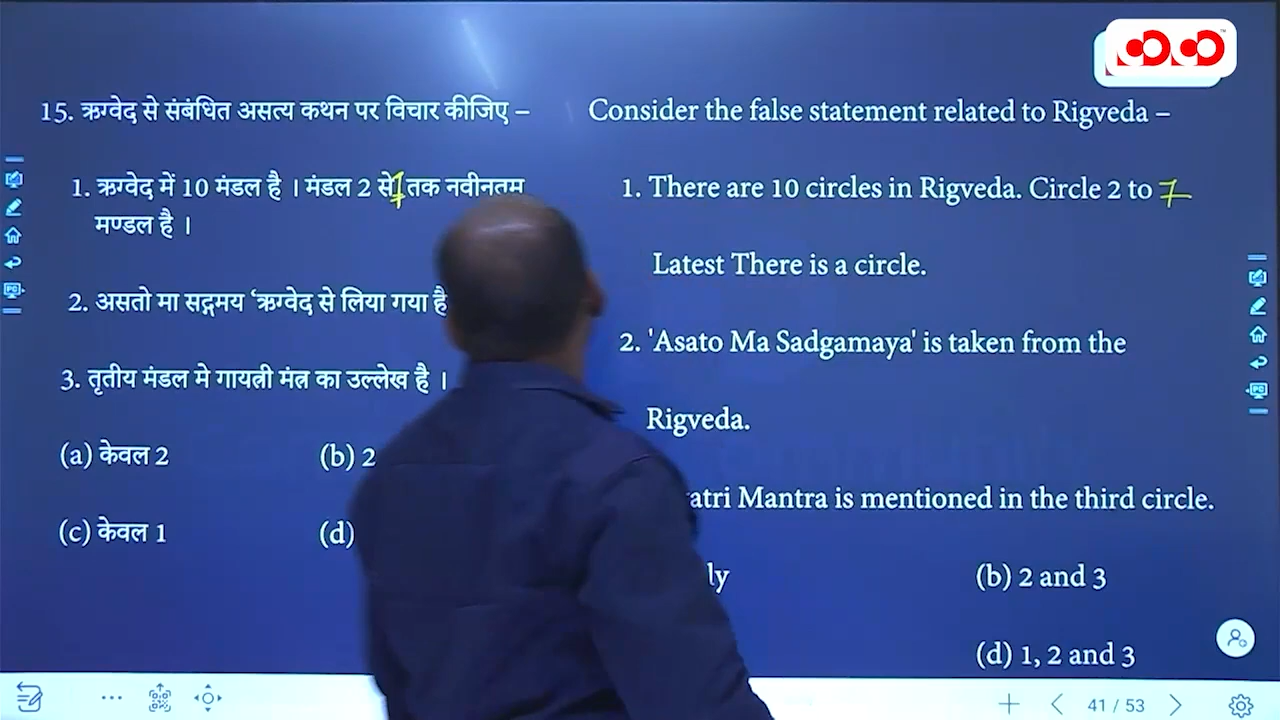 15. ऋग्वेद से संबंधित असत्य कथन पर विचार कीजिए –
1. ऋग्वेद में 10 मंडल है । मंडल 2 से 7 तक नवीनतम
मण्डल है ।
2. असतो मा सद्गमय ‘ऋग्वेद से लिया गया है
3. तृतीय मंडल मे गायत्री मंत्र का उल्लेख है ।
(a) केवल 2
(b) 2
(c) केवल 1
(d)
Consider the false statement related to Rigveda –
1. There are 10 circles in Rigveda. Circle 2 to 7
Latest There is a circle.
2. 'Asato Ma Sadgamaya' is taken from the
Rigveda.
Mantra is mentioned in the third circle.
(b) 2 and 3
(d) 1, 2 and 3
41 / 53